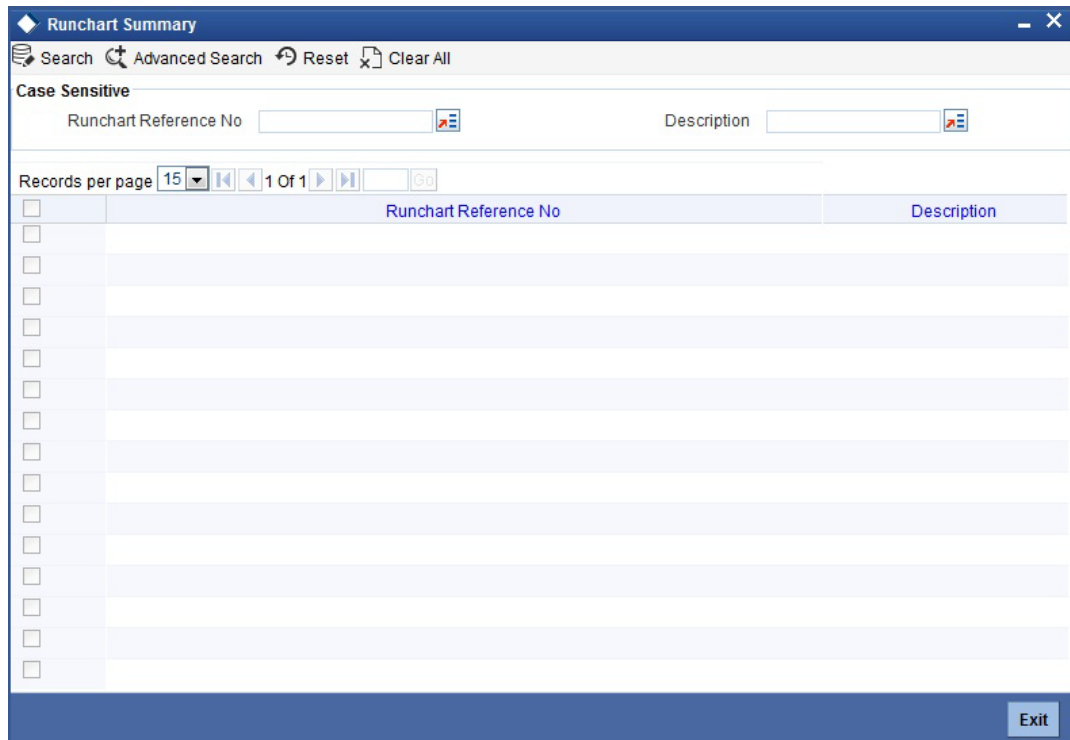 Runchart Summary
Search Advanced Search Reset Clear All
Case Sensitive
Runchart Reference No Description
Records per page 15 1 Of 1 Go
Runchart Reference No Description
Exit